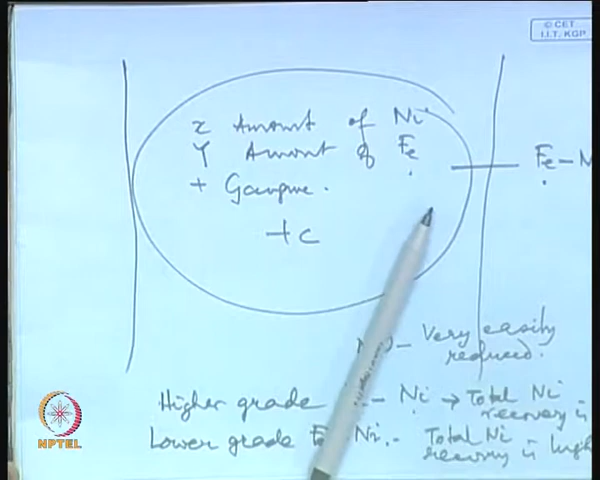 © CET
I.I.T. KGP
x Amount of Ni
Y Amount of Fe
+ Gangue.
+ C
Fe – N
– Very easily
reduced.
Higher grade – Ni → Total Ni
recovery is
Lower grade Ni. – Total Ni
recovery is high
NPTEL